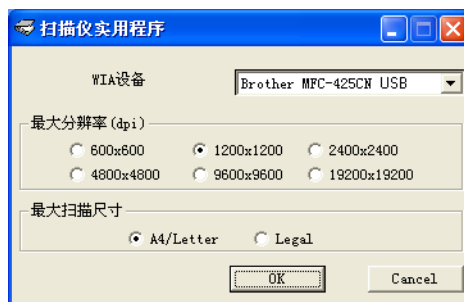 扫描仪实用程序
WIA设备 Brother MFC-425CN USB
最大分辨率(dpi)
600x600 1200x1200 2400x2400
4800x4800 9600x9600 19200x19200
最大扫描尺寸
A4/Letter Legal
OK Cancel